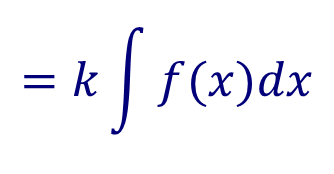 = k ∫ f(x)dx